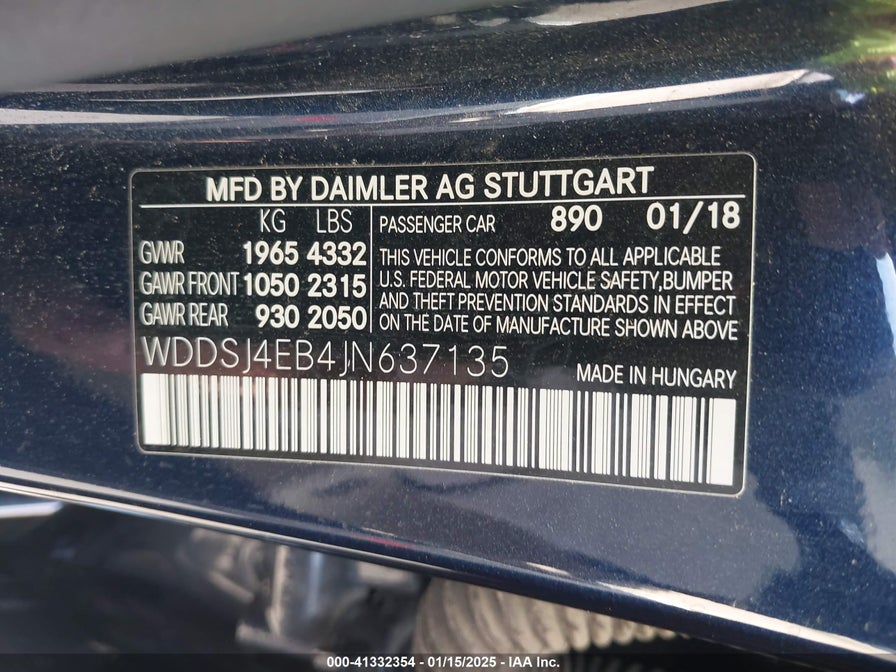 MFD BY DAIMLER AG STUTTGART
KG LBS
GVWR 1965 4332
GAWR FRONT 1050 2315
GAWR REAR 930 2050
PASSENGER CAR 890 01/18
THIS VEHICLE CONFORMS TO ALL APPLICABLE
U.S. FEDERAL MOTOR VEHICLE SAFETY, BUMPER
AND THEFT PREVENTION STANDARDS IN EFFECT
ON THE DATE OF MANUFACTURE SHOWN ABOVE
WDDSJ4EB4JN637135
MADE IN HUNGARY
000-41332354 - 01/15/2025 - IAA Inc.